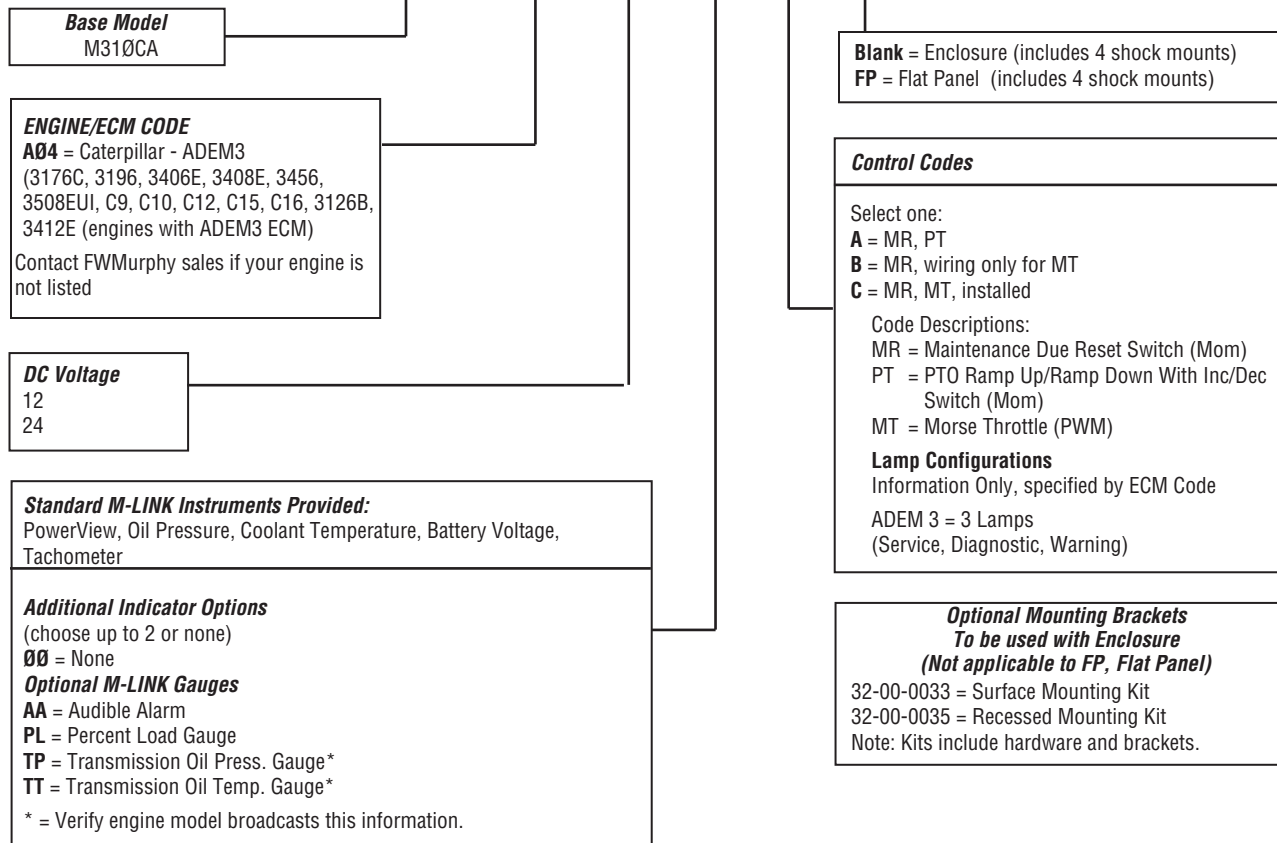 Base Model
M31ØCA
ENGINE/ECM CODE
AØ4 = Caterpillar - ADEM3
(3176C, 3196, 3406E, 3408E, 3456,
3508EUI, C9, C10, C12, C15, C16, 3126B,
3412E (engines with ADEM3 ECM)
Contact FWMurphy sales if your engine is
not listed
DC Voltage
12
24
Standard M-LINK Instruments Provided:
PowerView, Oil Pressure, Coolant Temperature, Battery Voltage,
Tachometer
Additional Indicator Options
(choose up to 2 or none)
ØØ = None
Optional M-LINK Gauges
AA = Audible Alarm
PL = Percent Load Gauge
TP = Transmission Oil Press. Gauge*
TT = Transmission Oil Temp. Gauge*
* = Verify engine model broadcasts this information.
Blank = Enclosure (includes 4 shock mounts)
FP = Flat Panel (includes 4 shock mounts)
Control Codes
Select one:
A = MR, PT
B = MR, wiring only for MT
C = MR, MT, installed
Code Descriptions:
MR = Maintenance Due Reset Switch (Mom)
PT = PTO Ramp Up/Ramp Down With Inc/Dec
Switch (Mom)
MT = Morse Throttle (PWM)
Lamp Configurations
Information Only, specified by ECM Code
ADEM 3 = 3 Lamps
(Service, Diagnostic, Warning)
Optional Mounting Brackets
To be used with Enclosure
(Not applicable to FP, Flat Panel)
32-00-0033 = Surface Mounting Kit
32-00-0035 = Recessed Mounting Kit
Note: Kits include hardware and brackets.